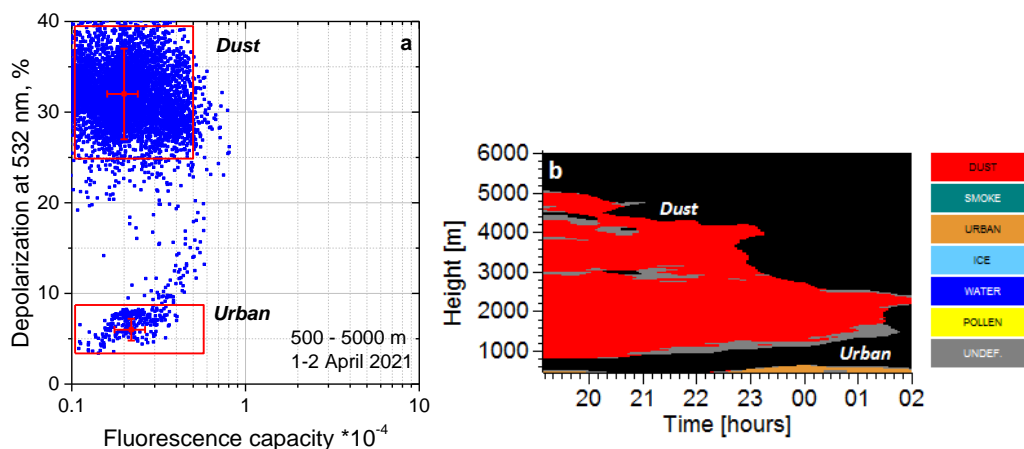 40
30
20
10
0
Depolarization at 532 nm, %
a
Dust
Urban
500 - 5000 m
1-2 April 2021
0.1
1
10
Fluorescence capacity *10-4
6000
5000
4000
3000
2000
1000
Height [m]
b
Dust
Urban
20
21
22
23
00
01
02
Time [hours]
DUST
SMOKE
URBAN
ICE
WATER
POLLEN
UNDEF.